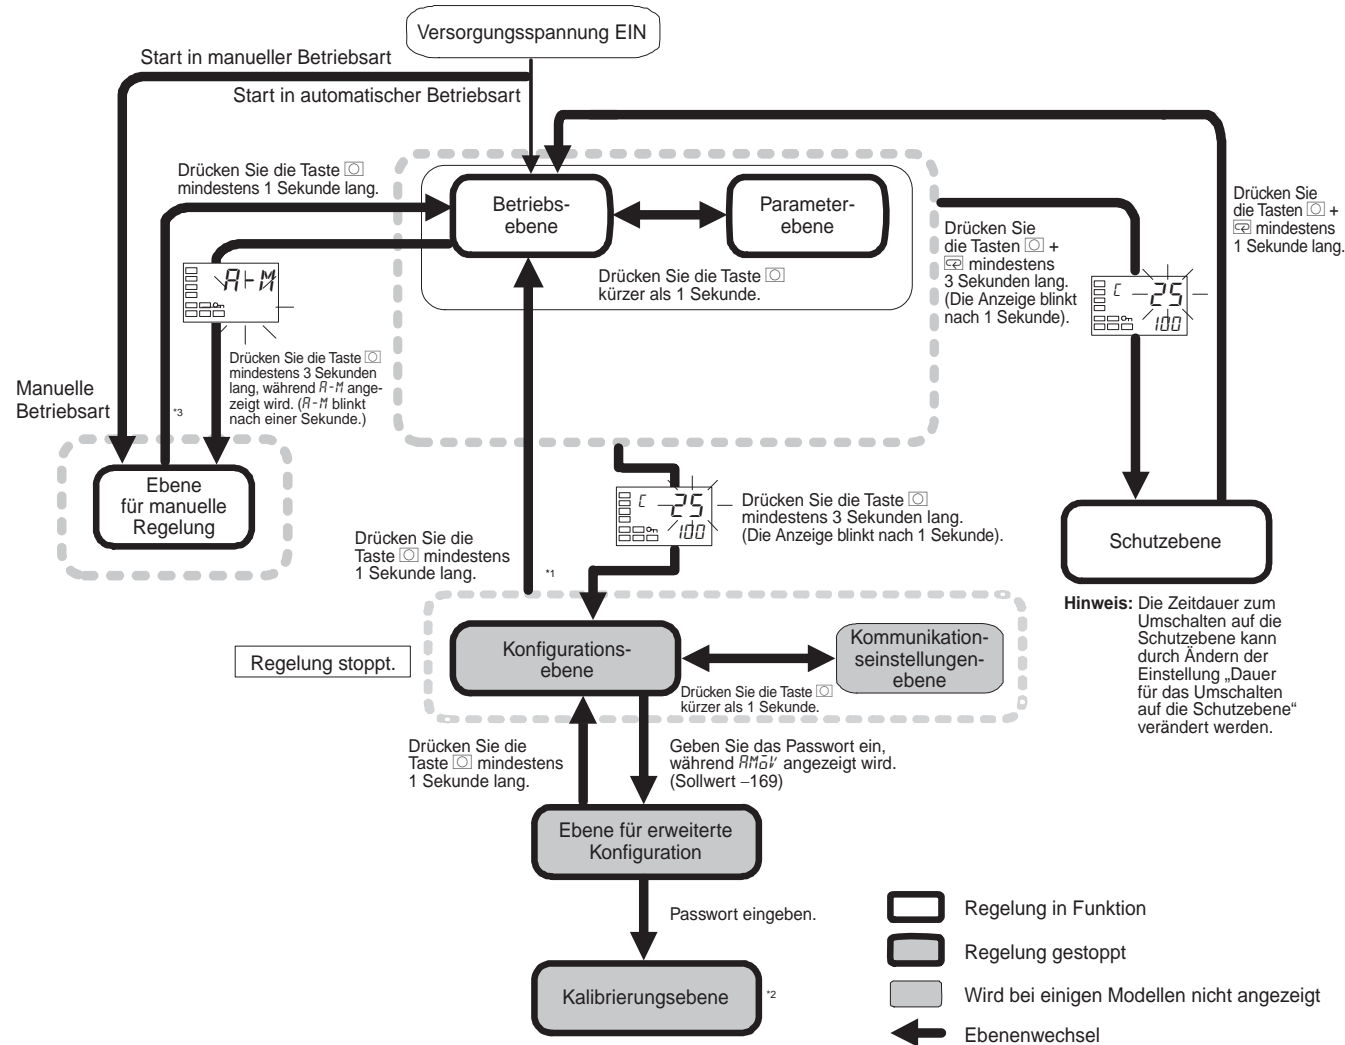 Versorgungsspannung EIN
Start in manueller Betriebsart
Start in automatischer Betriebsart
Drücken Sie die Taste
mindestens 1 Sekunde lang.
Betriebs-
ebene
Parameter-
ebene
Drücken Sie die Taste
kürzer als 1 Sekunde.
Drücken Sie
die Tasten +
mindestens
3 Sekunden lang.
(Die Anzeige blinkt
nach 1 Sekunde).
Drücken Sie
die Tasten +
mindestens
1 Sekunde lang.
A-M
C 25
100
Drücken Sie die Taste
mindestens 3 Sekunden
lang, während A-M ange-
zeigt wird. (A-M blinkt
nach einer Sekunde.)
Manuelle
Betriebsart
*3
Ebene
für manuelle
Regelung
C 25
100
Drücken Sie die Taste
mindestens 3 Sekunden lang.
(Die Anzeige blinkt nach 1 Sekunde).
Drücken Sie die
Taste mindestens
1 Sekunde lang.
*1
Schutzebene
Hinweis: Die Zeitdauer zum
Umschalten auf die
Schutzebene kann
durch Ändern der
Einstellung „Dauer
für das Umschalten
auf die Schutzebene“
verändert werden.
Regelung stoppt.
Konfigurations-
ebene
Kommunikation-
seinstellungen-
ebene
Drücken Sie die Taste
kürzer als 1 Sekunde.
Drücken Sie die
Taste mindestens
1 Sekunde lang.
Geben Sie das Passwort ein,
während AMoV angezeigt wird.
(Sollwert –169)
Ebene für erweiterte
Konfiguration
Passwort eingeben.
Kalibrierungsebene
*2
Regelung in Funktion
Regelung gestoppt
Wird bei einigen Modellen nicht angezeigt
Ebenenwechsel